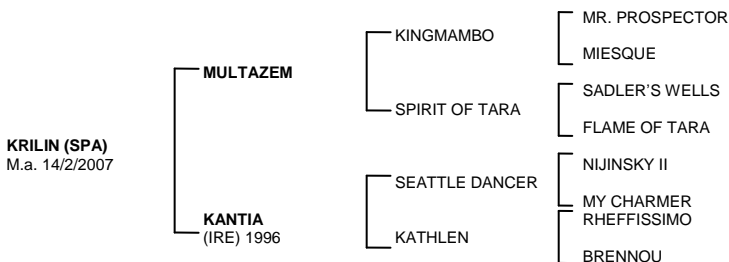 MR. PROSPECTOR
KINGMAMBO
MIESQUE
MULTAZEM
SADLER'S WELLS
SPIRIT OF TARA
FLAME OF TARA
KRILIN (SPA)
M.a. 14/2/2007
NIJINSKY II
SEATTLE DANCER
MY CHARMER
KANTIA
(IRE) 1996
RHEFFISSIMO
KATHLEN
BRENNOU